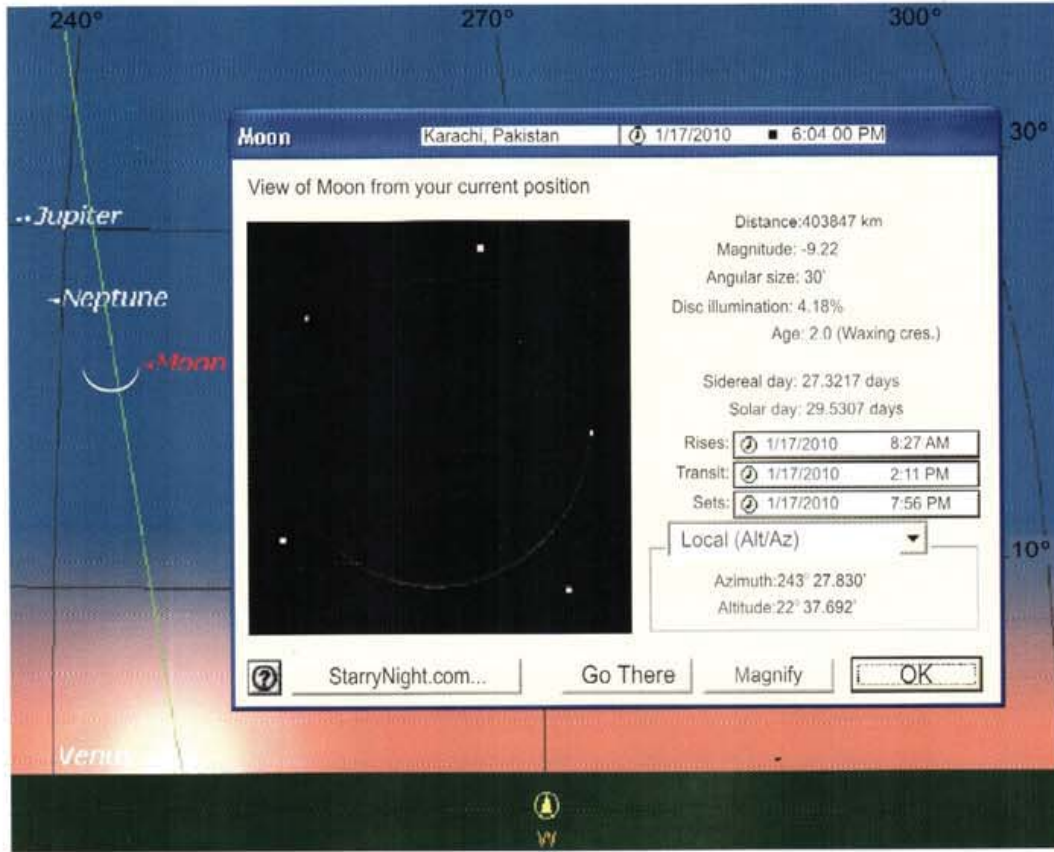 240° 270° 300°
Moon Karachi, Pakistan 1/17/2010 6:04 00 PM
30°
View of Moon from your current position
Jupiter
Neptune
Moon
Distance:403847 km
Magnitude: -9.22
Angular size: 30'
Disc illumination: 4.18%
Age: 2.0 (Waxing cres.)
Sidereal day: 27.3217 days
Solar day: 29.5307 days
Rises: 1/17/2010 8:27 AM
Transit: 1/17/2010 2:11 PM
Sets: 1/17/2010 7:56 PM
Local (Alt/Az)
10°
Azimuth:243° 27.830'
Altitude:22° 37.692'
? StarryNight.com... Go There Magnify OK
Venus
W